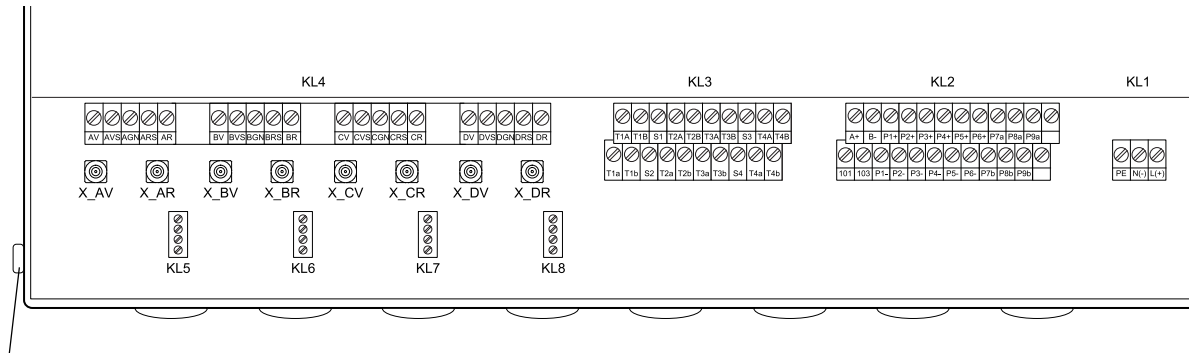 KL4 KL3 KL2 KL1
AV AVS AGN ARS AR BV BVS BGN BRS BR CV CVS CGN CRS CR DV DVS DGN DRS DR T1A T1B S1 T2A T2B T3A T3B S3 T4A T4B A+ B- P1+ P2+ P3+ P4+ P5+ P6+ P7a P8a P9a
T1a T1b S2 T2a T2b T3a T3b S4 T4a T4b 101 103 P1- P2- P3- P4- P5- P6- P7b P8b P9b PE N(-) L(+)
X_AV X_AR X_BV X_BR X_CV X_CR X_DV X_DR
KL5 KL6 KL7 KL8